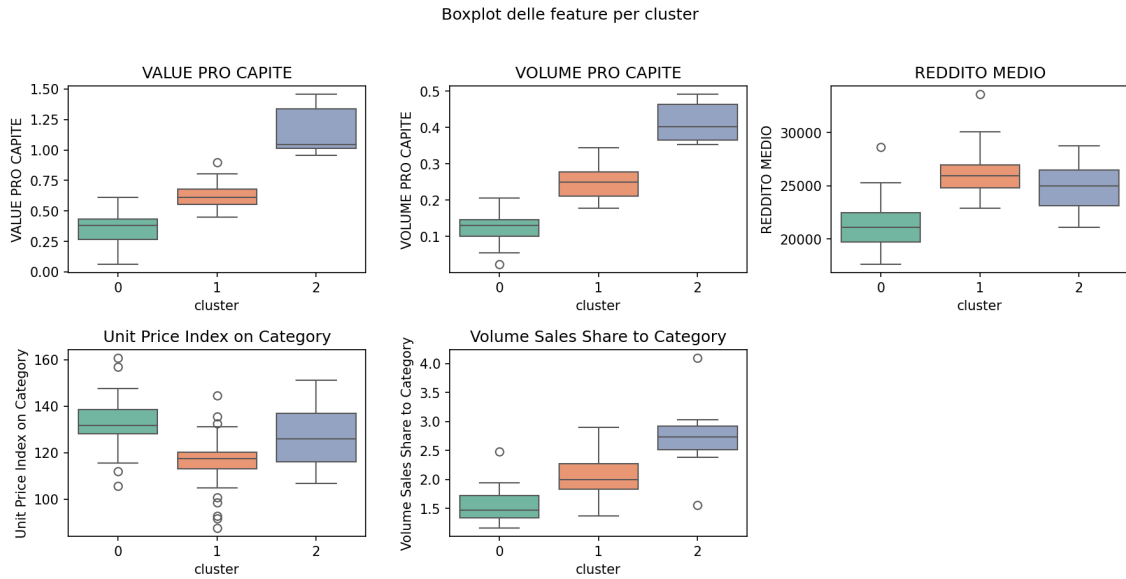 Boxplot delle feature per cluster
VALUE PRO CAPITE
VALUE PRO CAPITE
1.50
1.25
1.00
0.75
0.50
0.25
0.00
0
1
2
cluster
VOLUME PRO CAPITE
VOLUME PRO CAPITE
0.5
0.4
0.3
0.2
0.1
0
1
2
cluster
REDDITO MEDIO
REDDITO MEDIO
30000
25000
20000
0
1
2
cluster
Unit Price Index on Category
Unit Price Index on Category
160
140
120
100
0
1
2
cluster
Volume Sales Share to Category
Volume Sales Share to Category
4.0
3.5
3.0
2.5
2.0
1.5
0
1
2
cluster